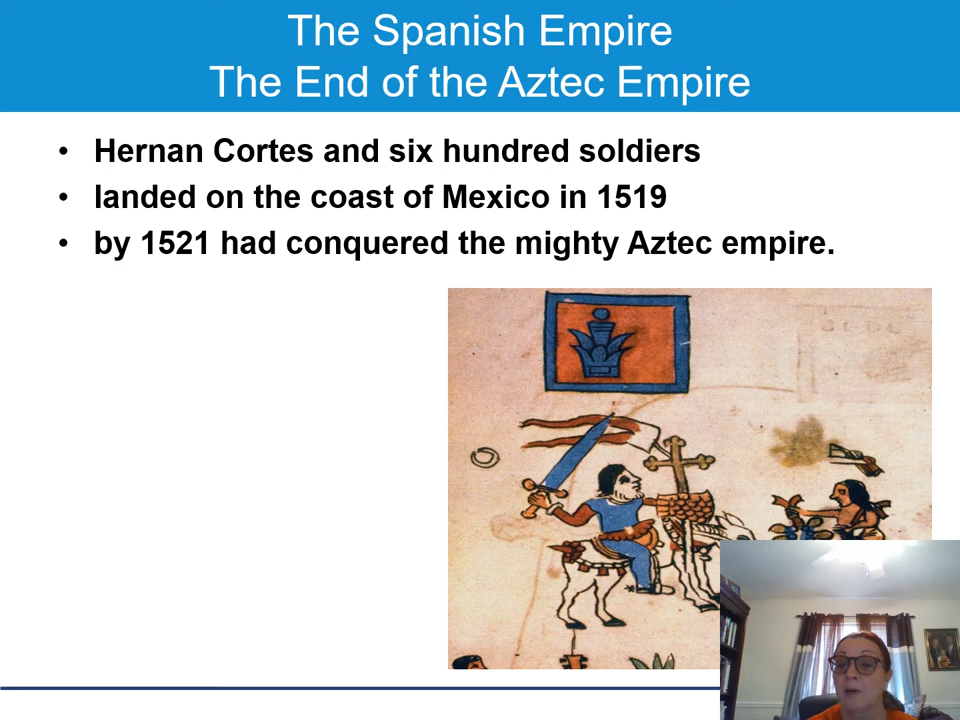 The Spanish Empire
The End of the Aztec Empire
• Hernan Cortes and six hundred soldiers
• landed on the coast of Mexico in 1519
• by 1521 had conquered the mighty Aztec empire.